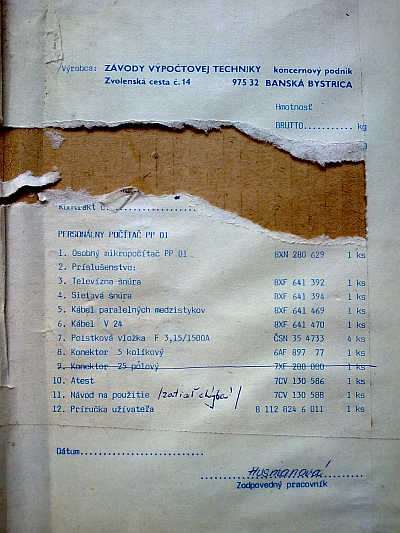 Výrobca: ZÁVODY VÝPOČTOVEJ TECHNIKY koncernový podnik
Zvolenská cesta č. 14 975 32 BANSKÁ BYSTRICA
Hmotnosť
BRUTTO........... kg
Kontrakt č. ..................
PERSONÁLNY POČÍTAČ PP 01
1. Osobný mikropočítač PP 01 8XN 280 629 1 ks
2. Príslušenstvo:
3. Televízna šnúra 8XF 641 392 1 ks
4. Sieťová šnúra 8XF 641 394 1 ks
5. Kábel paralelných medzistykov 8XF 641 469 1 ks
6. Kábel V 24 8XF 641 470 1 ks
7. Poistková vložka F 3,15/1500A ČSN 35 4733 4 ks
8. Konektor 5 kolíkový 6AF 897 77 1 ks
9. Konektor 25 pólový 7XF 280 000 1 ks
10. Atest 7CV 130 586 1 ks
11. Návod na použitie /zatiaľ chýba/ 7CV 130 588 1 ks
12. Príručka užívateľa 8 112 824 6 011 1 ks
Dátum..........................
Husmanová
Zodpovedný pracovník